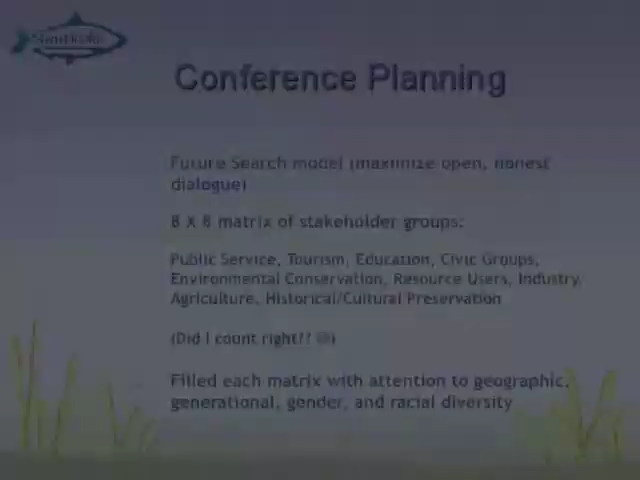 Nanticoke
Conference Planning
Future Search model (maximize open, honest
dialogue)
8 X 8 matrix of stakeholder groups:
Public Service, Tourism, Education, Civic Groups,
Environmental Conservation, Resource Users, Industry,
Agriculture, Historical/Cultural Preservation
(Did I count right?? ☺)
Filled each matrix with attention to geographic,
generational, gender, and racial diversity